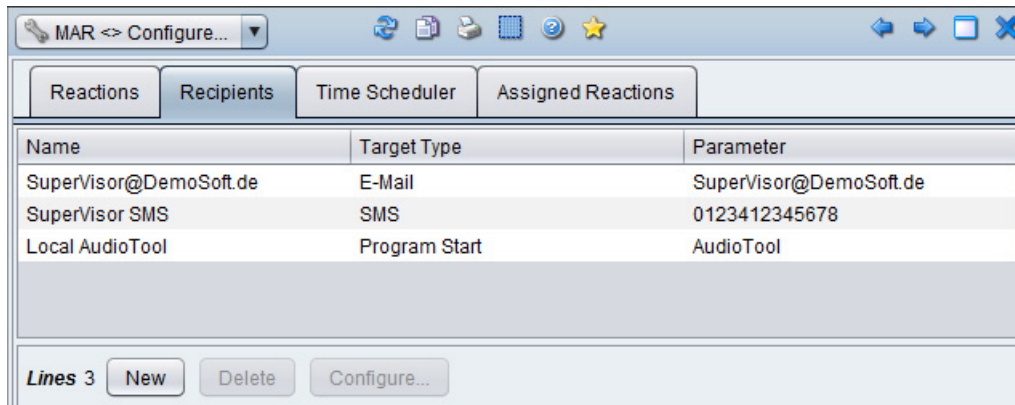 MAR <> Configure...
Reactions Recipients Time Scheduler Assigned Reactions
Name Target Type Parameter
SuperVisor@DemoSoft.de E-Mail SuperVisor@DemoSoft.de
SuperVisor SMS SMS 0123412345678
Local AudioTool Program Start AudioTool
Lines 3 New Delete Configure...